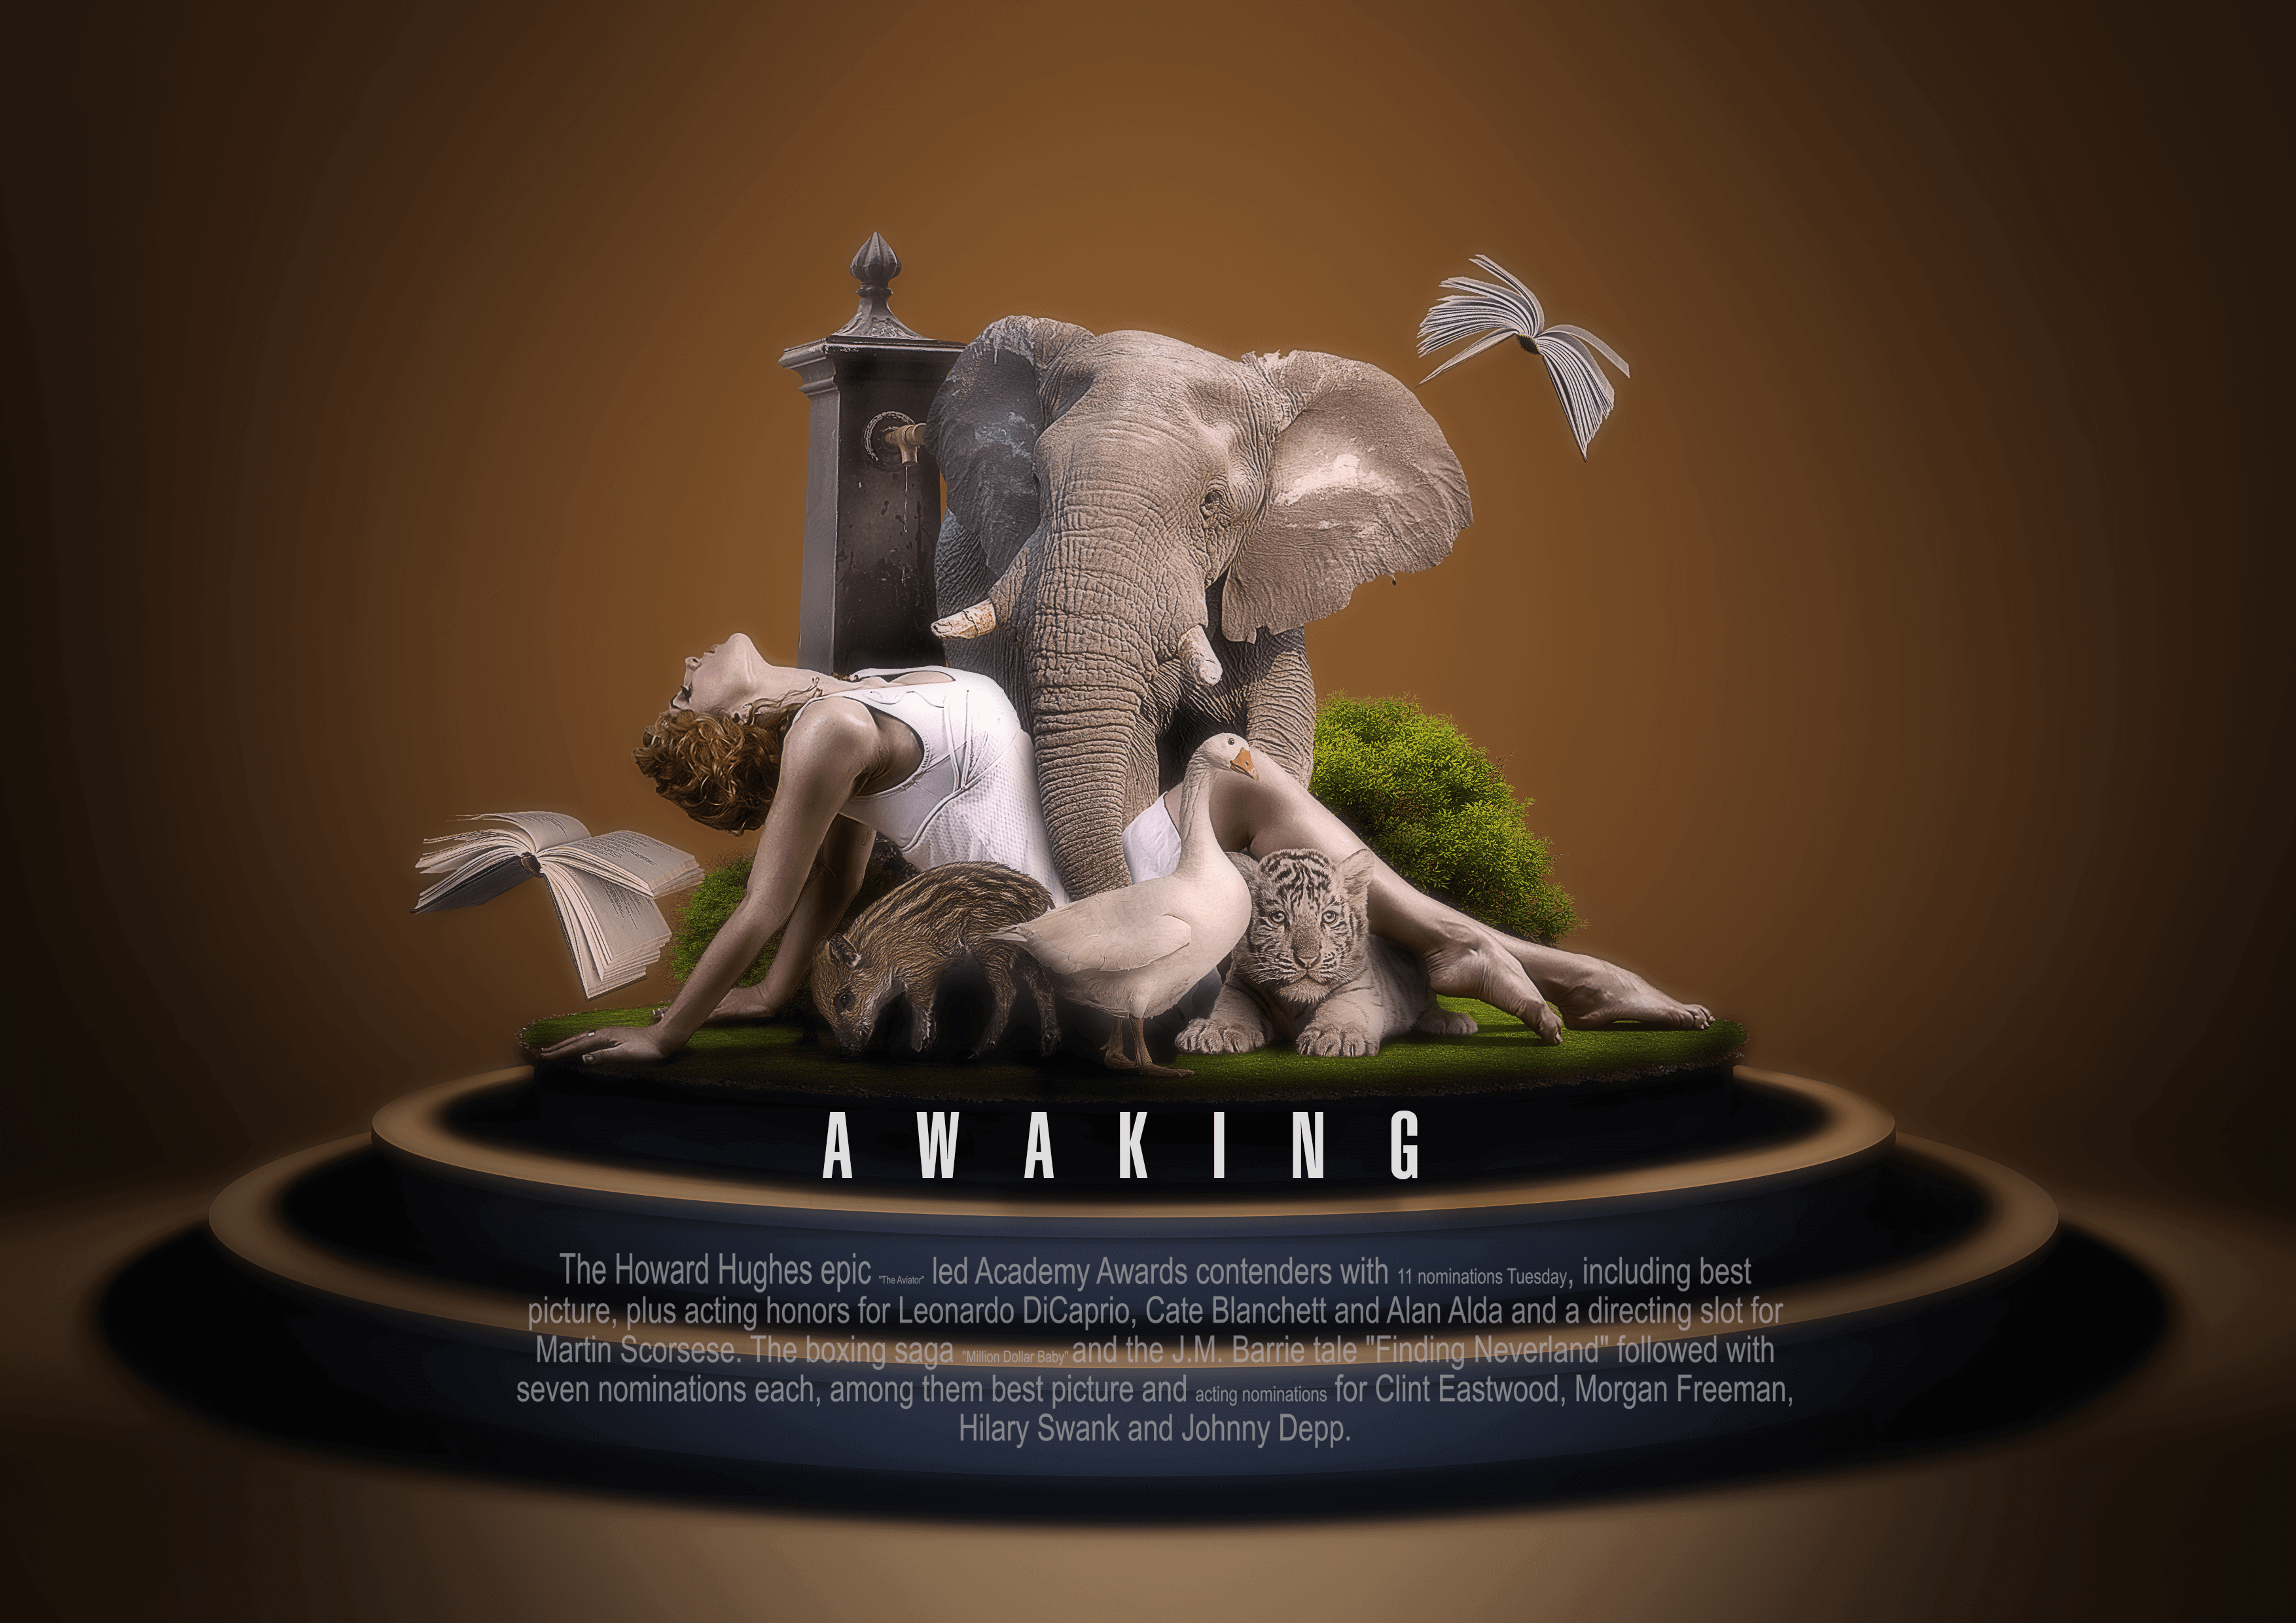 AWAKING
The Howard Hughes epic "The Aviator" led Academy Awards contenders with 11 nominations Tuesday, including best
picture, plus acting honors for Leonardo DiCaprio, Cate Blanchett and Alan Alda and a directing slot for
Martin Scorsese. The boxing saga "Million Dollar Baby" and the J.M. Barrie tale "Finding Neverland" followed with
seven nominations each, among them best picture and acting nominations for Clint Eastwood, Morgan Freeman,
Hilary Swank and Johnny Depp.